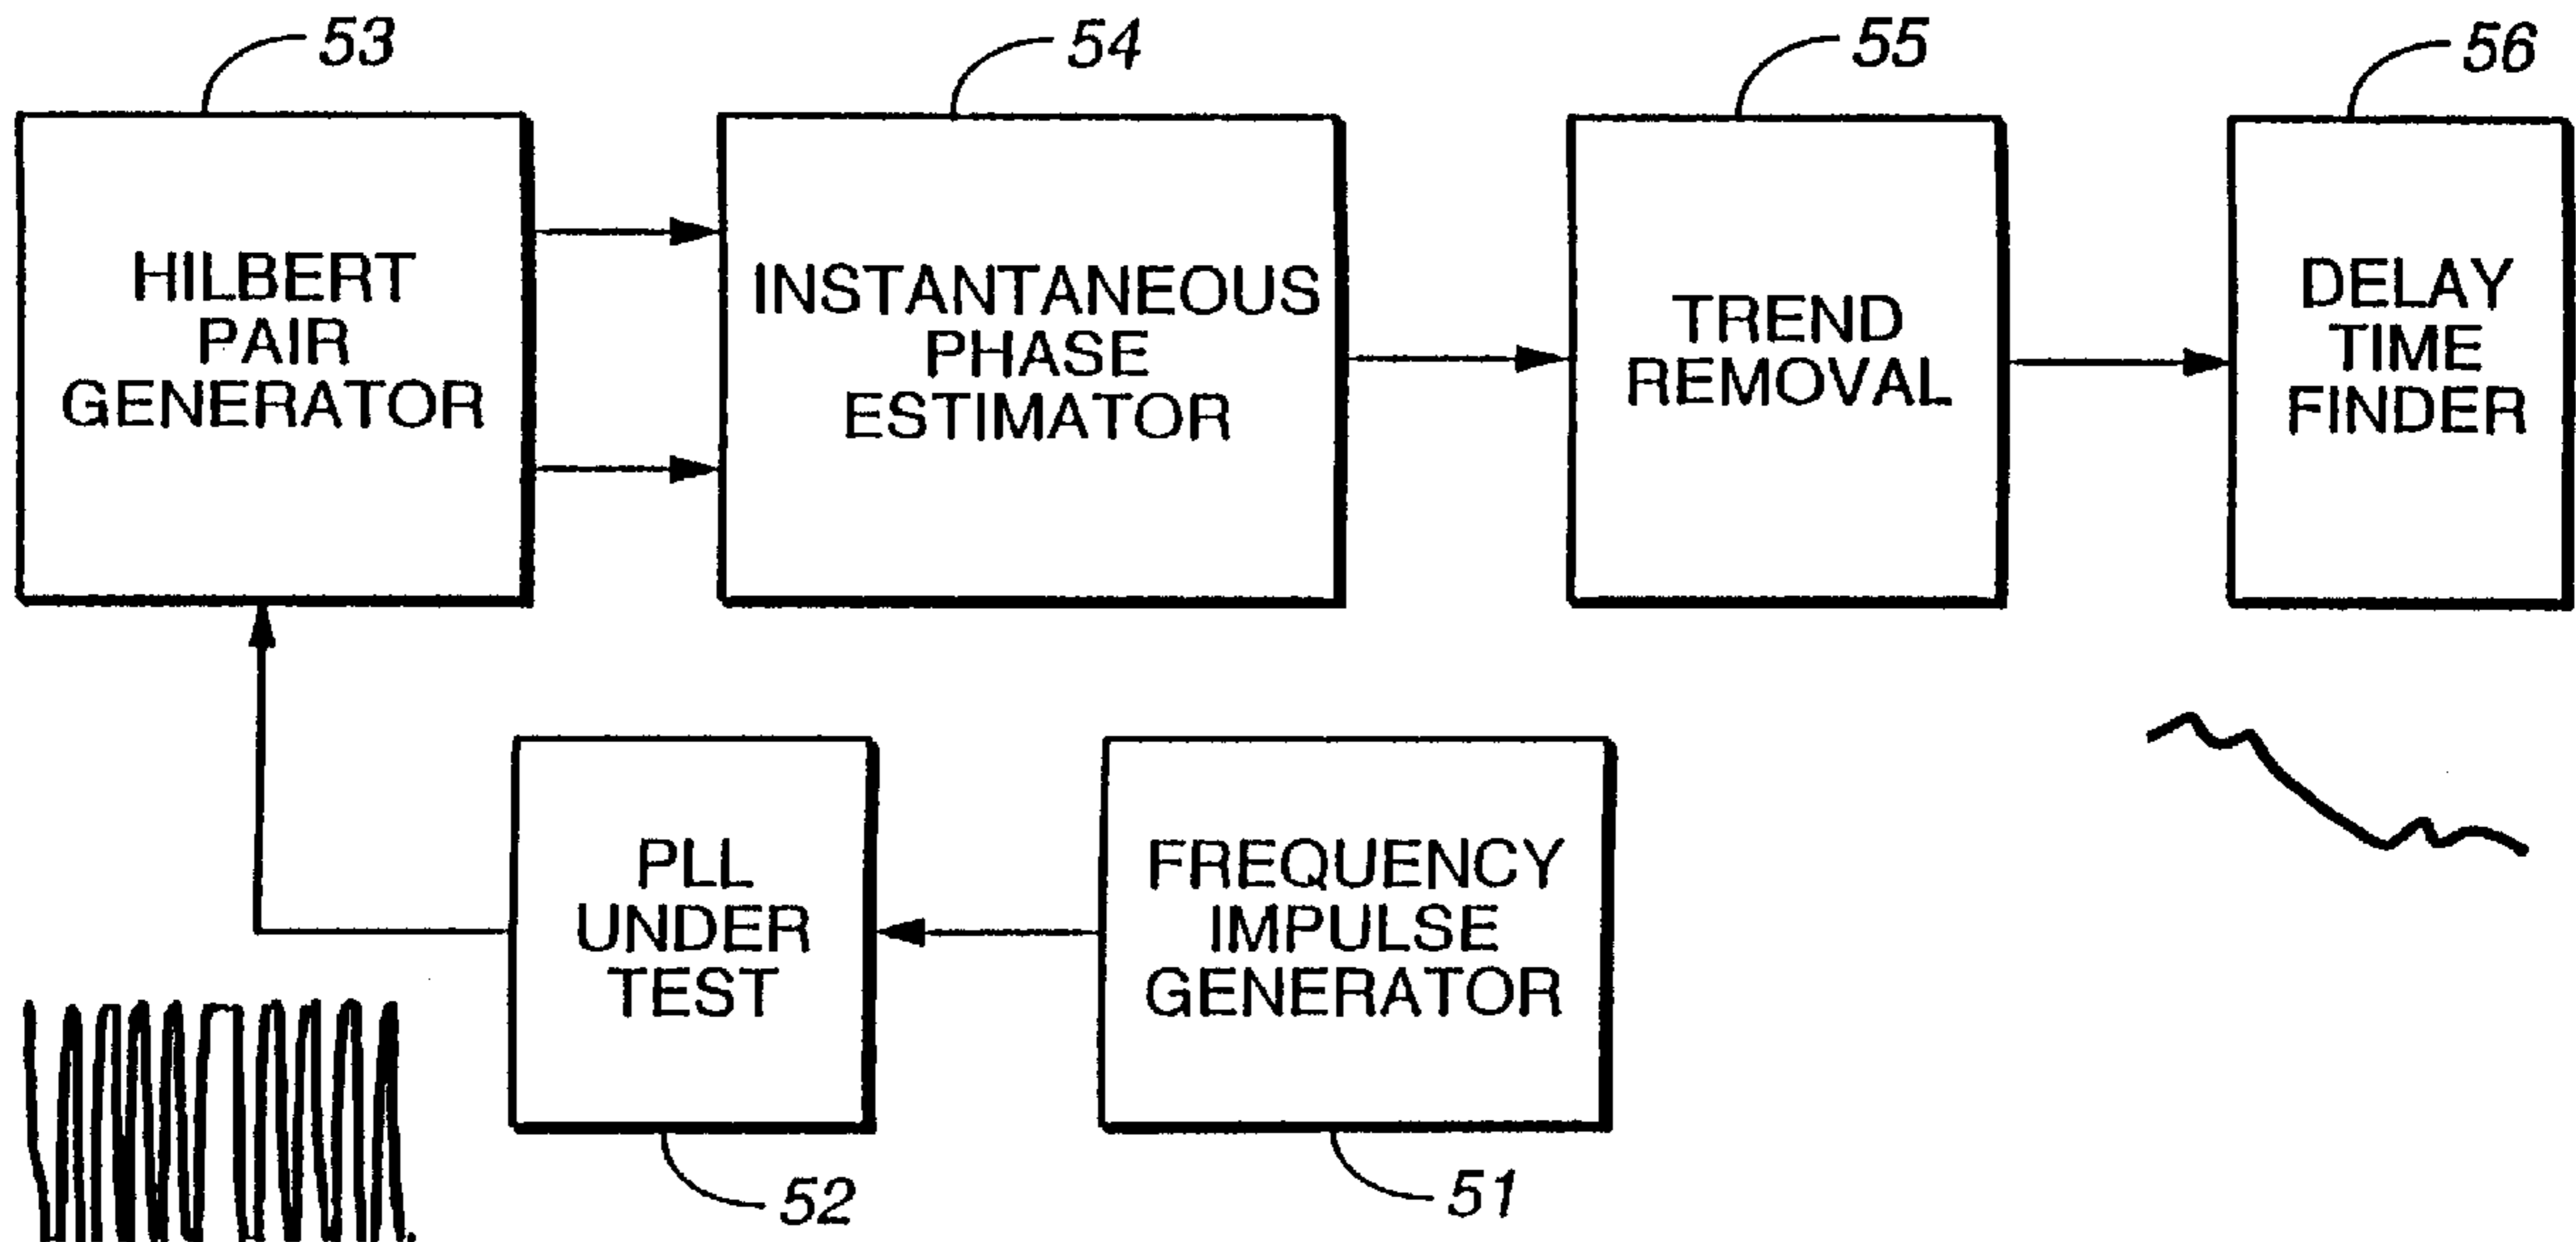 53
54
55
56
HILBERT
PAIR
GENERATOR
INSTANTANEOUS
PHASE
ESTIMATOR
TREND
REMOVAL
DELAY
TIME
FINDER
PLL
UNDER
TEST
FREQUENCY
IMPULSE
GENERATOR
52
51